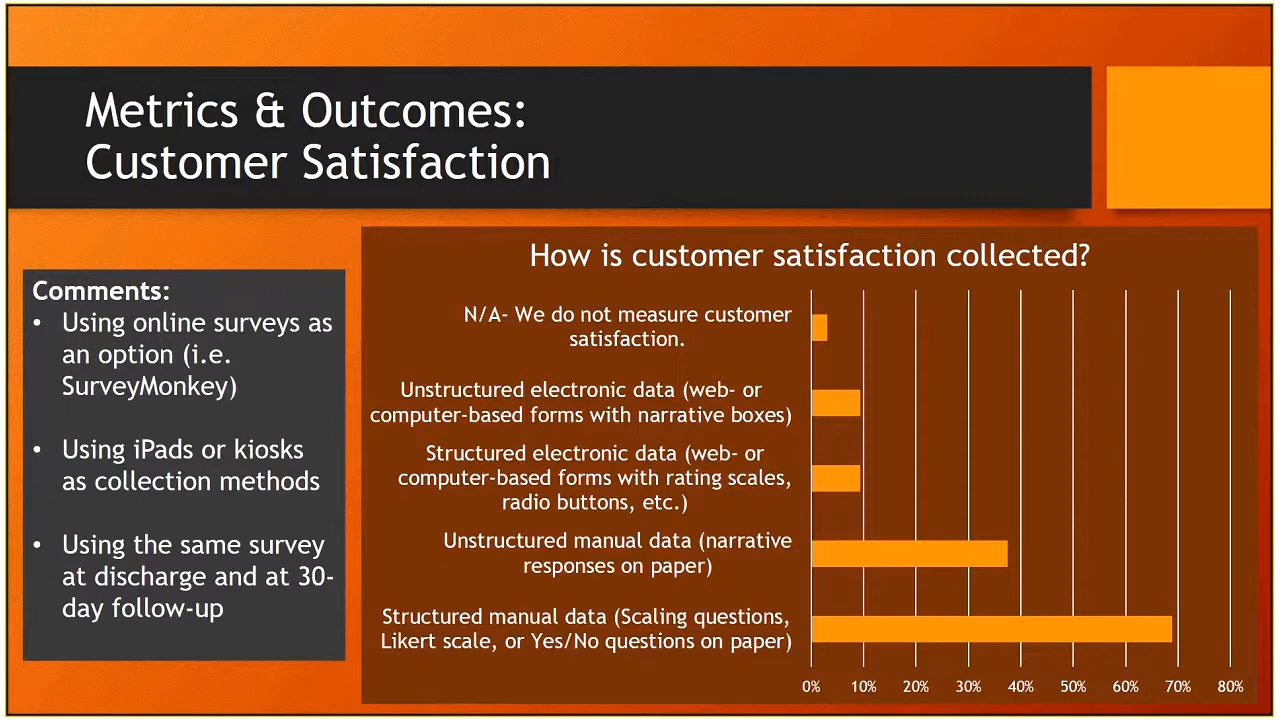 Metrics & Outcomes:
Customer Satisfaction
Comments:
• Using online surveys as
an option (i.e.
SurveyMonkey)
• Using iPads or kiosks
as collection methods
• Using the same survey
at discharge and at 30-
day follow-up
How is customer satisfaction collected?
N/A- We do not measure customer
satisfaction.
Unstructured electronic data (web- or
computer-based forms with narrative boxes)
Structured electronic data (web- or
computer-based forms with rating scales,
radio buttons, etc.)
Unstructured manual data (narrative
responses on paper)
Structured manual data (Scaling questions,
Likert scale, or Yes/No questions on paper)
0% 10% 20% 30% 40% 50% 60% 70% 80%